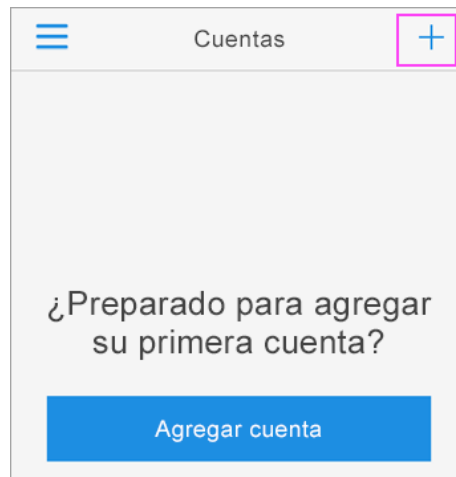 Cuentas
¿Preparado para agregar
su primera cuenta?
Agregar cuenta